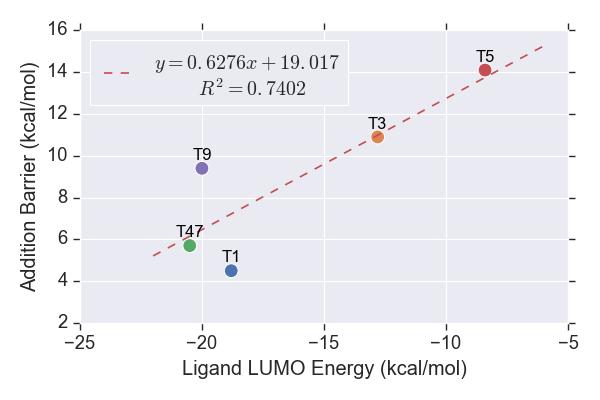 y = 0.6276x + 19.017
R² = 0.7402
T5
T3
T9
T47
T1
16
14
12
10
8
6
4
2
−25
−20
−15
−10
−5
Addition Barrier (kcal/mol)
Ligand LUMO Energy (kcal/mol)